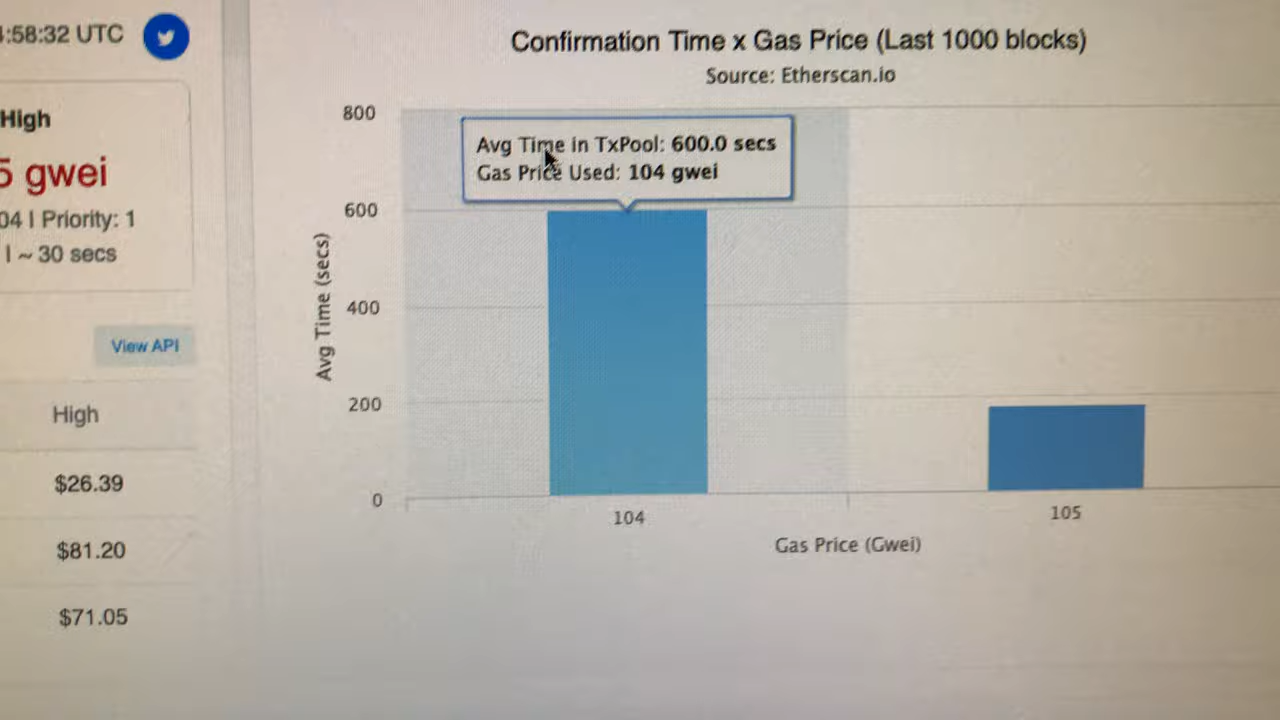 :58:32 UTC
High
5 gwei
04 | Priority: 1
| ~ 30 secs
View API
High
$26.39
$81.20
$71.05
Confirmation Time x Gas Price (Last 1000 blocks)
Source: Etherscan.io
Avg Time in TxPool: 600.0 secs
Gas Price Used: 104 gwei
Avg Time (secs)
800
600
400
200
0
104
105
Gas Price (Gwei)